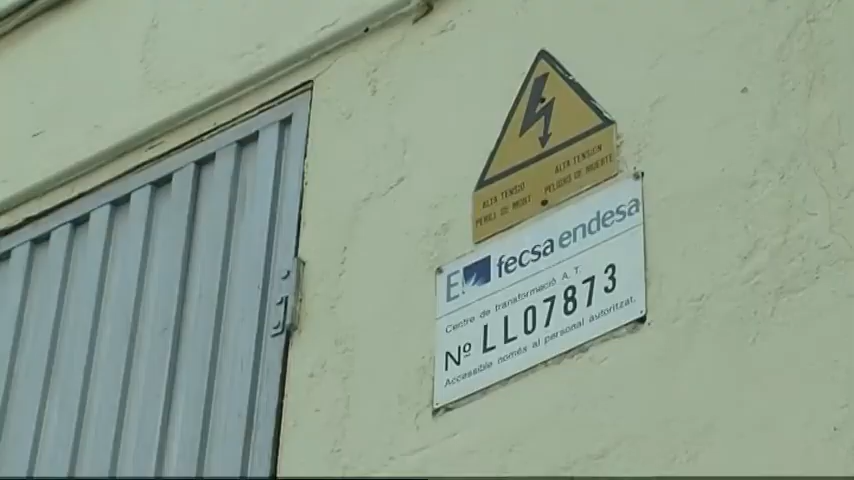 ALTA TENSIÓ
PERILL DE MORT
ALTA TENSION
PELIGRO DE MUERTE
fecsa endesa
Centre de transformació A. T.
Nº LL07873
Accessible només al personal autoritzat.